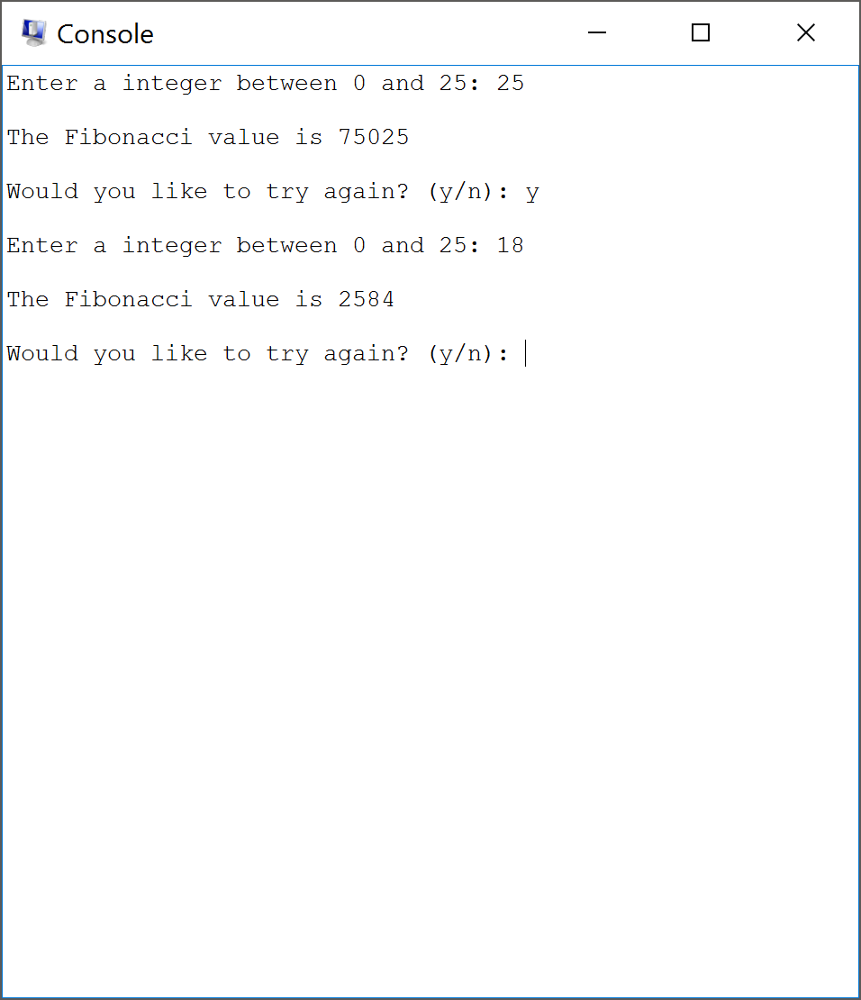 Console
Enter a integer between 0 and 25: 25
The Fibonacci value is 75025
Would you like to try again? (y/n): y
Enter a integer between 0 and 25: 18
The Fibonacci value is 2584
Would you like to try again? (y/n):